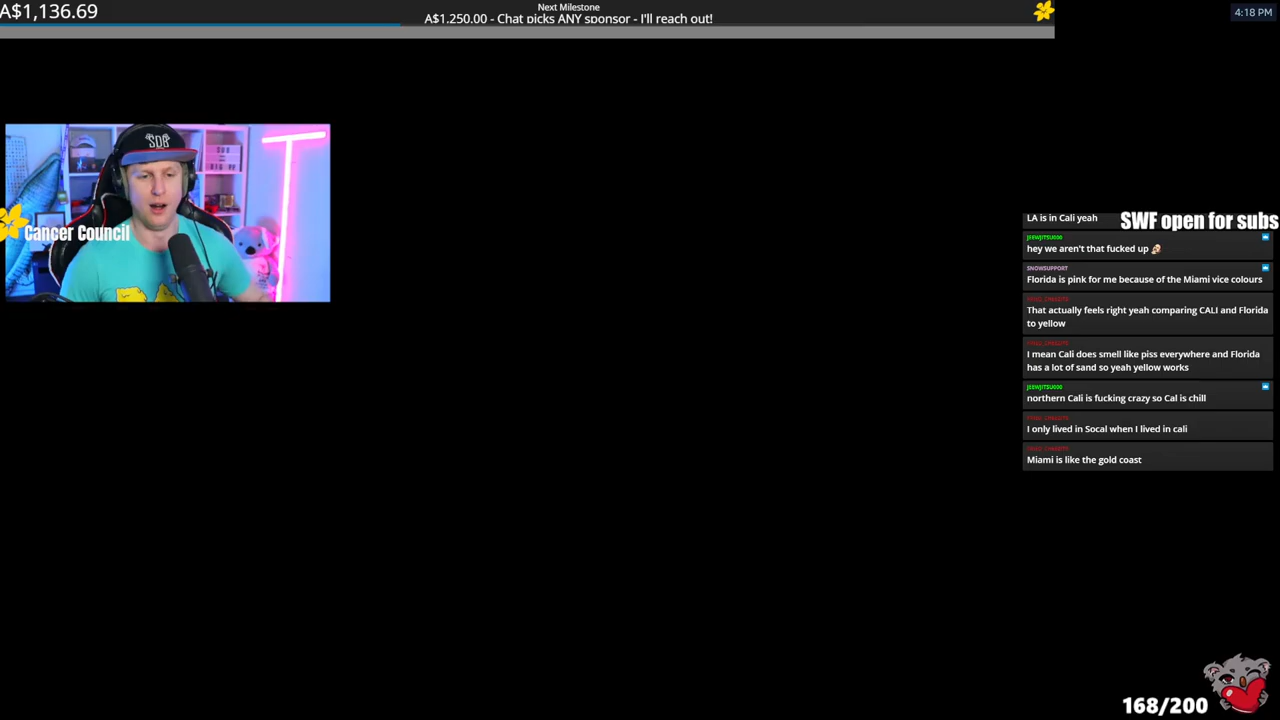 A$1,136.69
Next Milestone
A$1,250.00 - Chat picks ANY sponsor - I'll reach out!
4:18 PM
SDB
Cancer Council
LA is in Cali yeah
SWF open for subs
hey we aren't that fucked up
SNOWSUPPORT
Florida is pink for me because of the Miami vice colours
That actually feels right yeah comparing CALI and Florida
to yellow
I mean Cali does smell like piss everywhere and Florida
has a lot of sand so yeah yellow works
northern Cali is fucking crazy so Cal is chill
I only lived in Socal when I lived in cali
Miami is like the gold coast
168/200